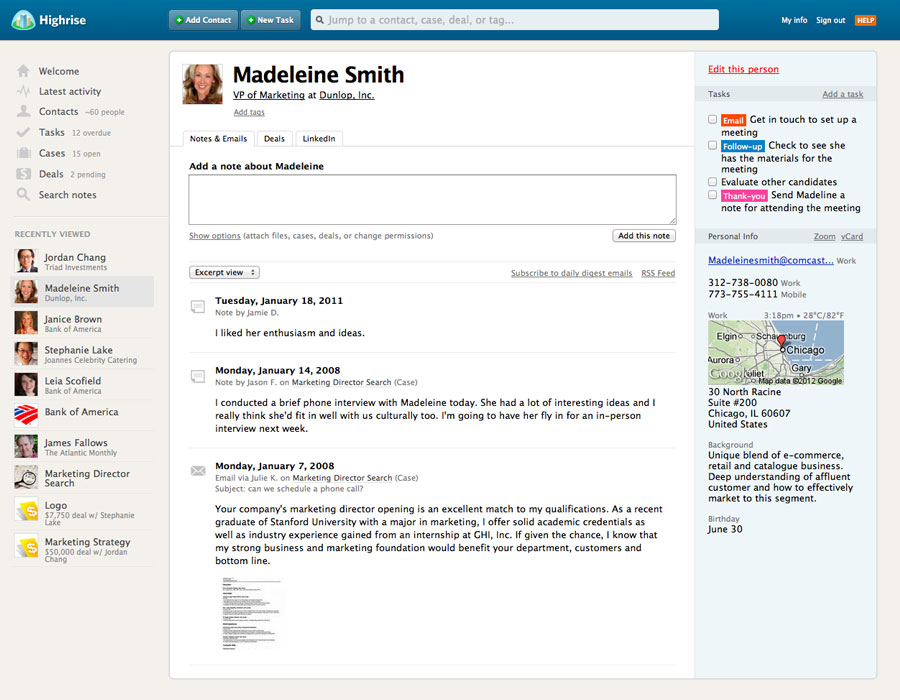 Highrise
Add Contact
New Task
Jump to a contact, case, deal, or tag...
My info
Sign out
HELP
Welcome
Latest activity
Contacts ~60 people
Tasks 12 overdue
Cases 15 open
Deals 2 pending
Search notes
RECENTLY VIEWED
Jordan Chang
Triad Investments
Madeleine Smith
Dunlop, Inc.
Janice Brown
Bank of America
Stephanie Lake
Joannes Celebrity Catering
Leia Scofield
Bank of America
Bank of America
James Fallows
The Atlantic Monthly
Marketing Director
Search
Logo
$7,750 deal w/ Stephanie
Lake
Marketing Strategy
$50,000 deal w/ Jordan
Chang
Madeleine Smith
VP of Marketing at Dunlop, Inc.
Add tags
Notes & Emails
Deals
LinkedIn
Add a note about Madeleine
Show options (attach files, cases, deals, or change permissions)
Add this note
Excerpt view
Subscribe to daily digest emails
RSS Feed
Tuesday, January 18, 2011
Note by Jamie D.
I liked her enthusiasm and ideas.
Monday, January 14, 2008
Note by Jason F. on Marketing Director Search (Case)
I conducted a brief phone interview with Madeleine today. She had a lot of interesting ideas and I
really think she'd fit in well with us culturally too. I'm going to have her fly in for an in-person
interview next week.
Monday, January 7, 2008
Email via Julie K. on Marketing Director Search (Case)
Subject: can we schedule a phone call?
Your company's marketing director opening is an excellent match to my qualifications. As a recent
graduate of Stanford University with a major in marketing, I offer solid academic credentials as
well as industry experience gained from an internship at GHI, Inc. If given the chance, I know that
my strong business and marketing foundation would benefit your department, customers and
bottom line.
Edit this person
Tasks
Add a task
Email Get in touch to set up a
meeting
Follow-up Check to see she
has the materials for the
meeting
Evaluate other candidates
Thank-you Send Madeline a
note for attending the meeting
Personal Info
Zoom
vCard
Madeleinesmith@comcast... Work
312-738-0080 Work
773-755-4111 Mobile
Work
3:18pm • 28°C/82°F
Elgin
Schaumburg
Chicago
Aurora
Joliet
Gary
Google
Map data ©2012 Google
30 North Racine
Suite #200
Chicago, IL 60607
United States
Background
Unique blend of e-commerce,
retail and catalogue business.
Deep understanding of affluent
customer and how to effectively
market to this segment.
Birthday
June 30